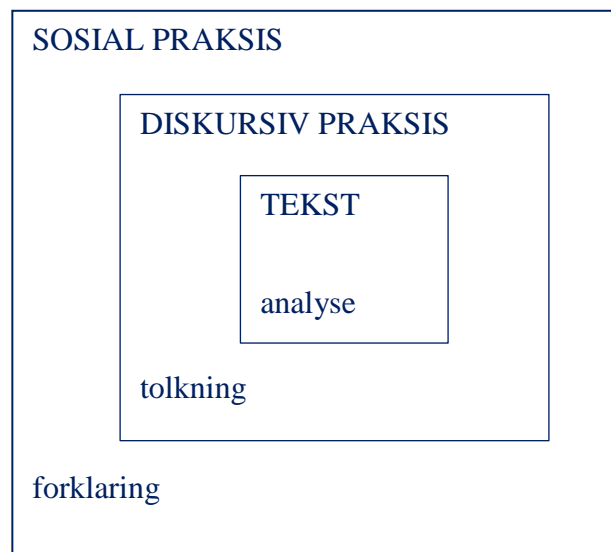 SOSIAL PRAKSIS
DISKURSIV PRAKSIS
TEKST
analyse
tolkning
forklaring